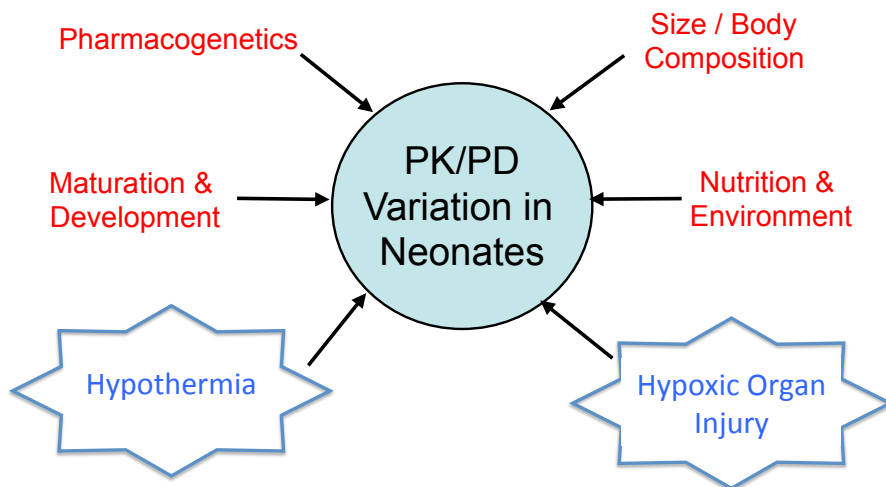 Pharmacogenetics
Size / Body
Composition
PK/PD
Variation in
Neonates
Maturation &
Development
Nutrition &
Environment
Hypothermia
Hypoxic Organ
Injury